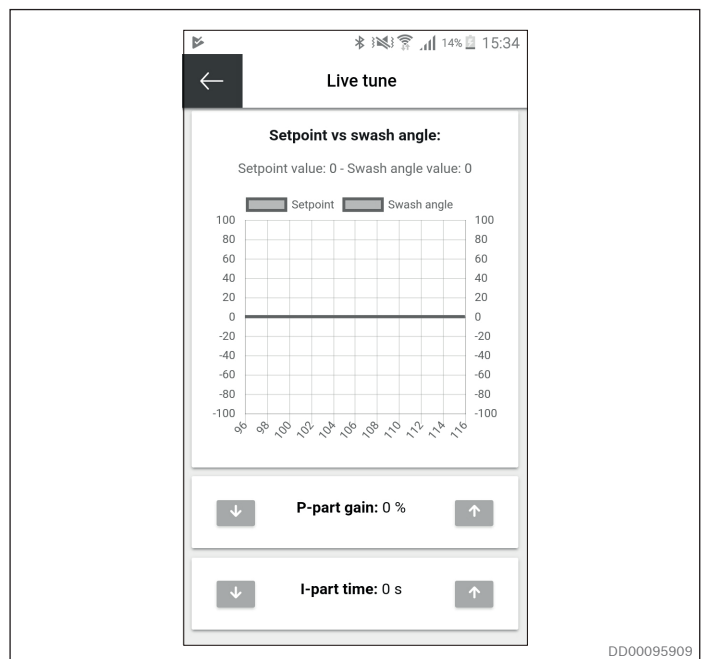 14% 15:34
Live tune
Setpoint vs swash angle:
Setpoint value: 0 - Swash angle value: 0
Setpoint Swash angle
100 100
80 80
60 60
40 40
20 20
0 0
-20 -20
-40 -40
-60 -60
-80 -80
-100 -100
96 98 100 102 104 106 108 110 112 114 116
P-part gain: 0 %
I-part time: 0 s
DD00095909